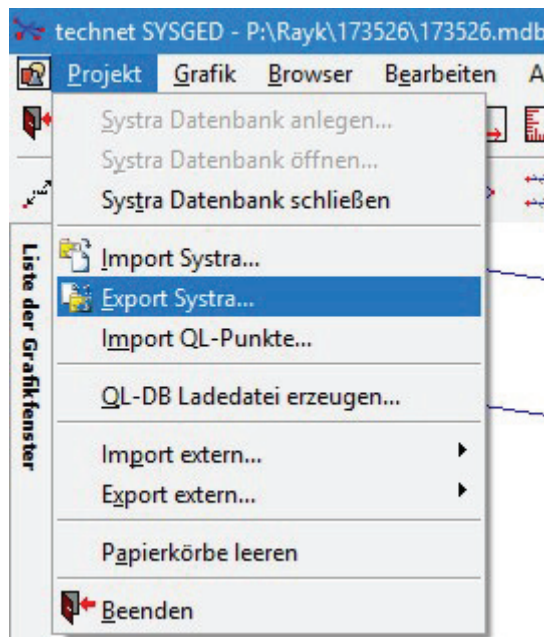 technet SYSGED - P:\Rayk\173526\173526.mdb
Projekt Grafik Browser Bearbeiten A
Systra Datenbank anlegen...
Systra Datenbank öffnen...
Systra Datenbank schließen
Import Systra...
Export Systra...
Import QL-Punkte...
QL-DB Ladedatei erzeugen...
Import extern...
Export extern...
Papierkörbe leeren
Beenden
Liste der Grafikfenster